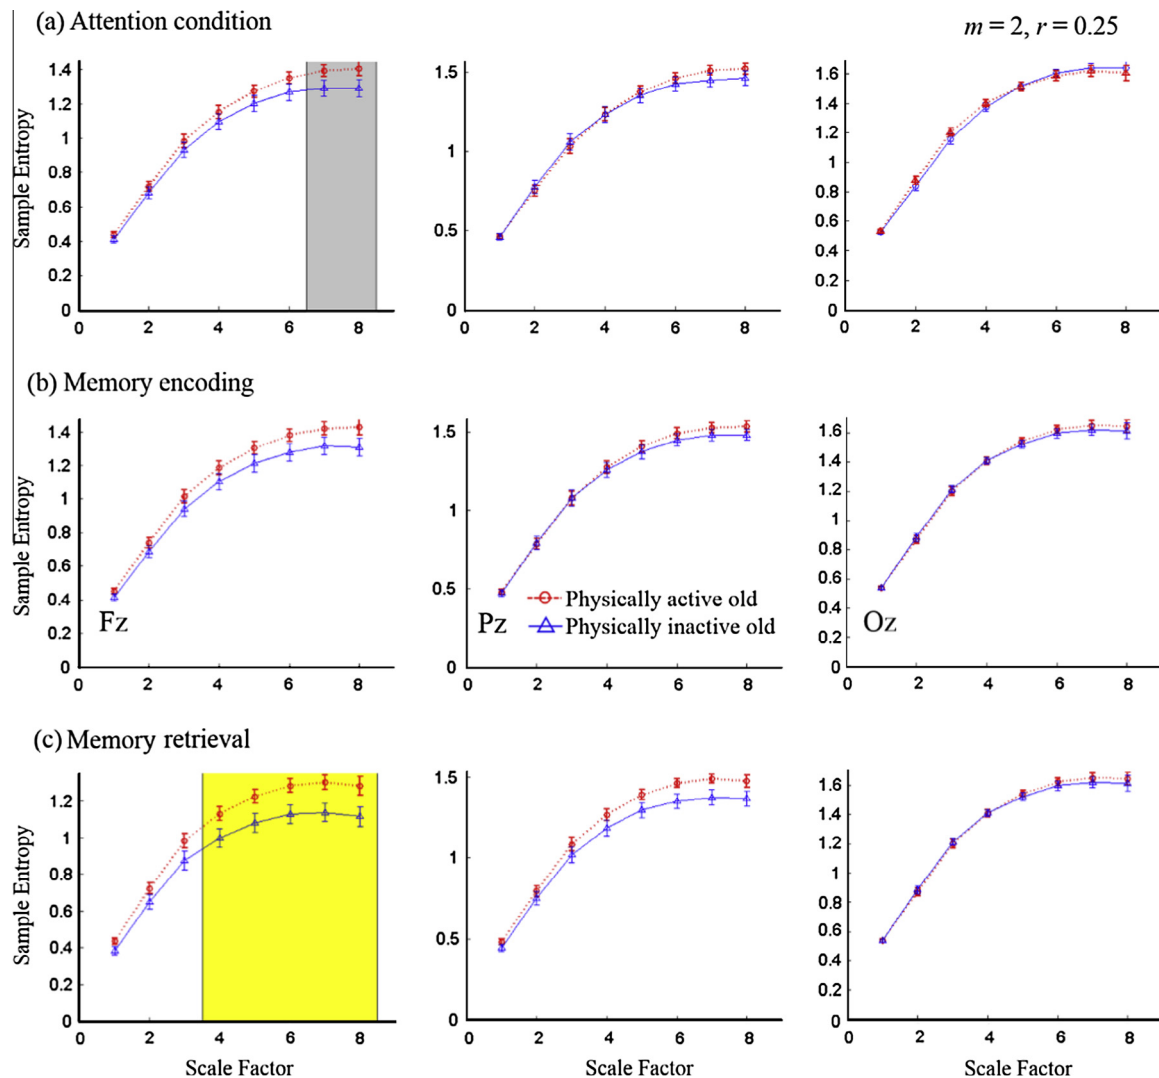 (a) Attention condition
m = 2, r = 0.25
Sample Entropy
1.4
1.2
1
0.8
0.6
0.4
0.2
0
0 2 4 6 8
1.5
1
0.5
0
0 2 4 6 8
1.6
1.4
1.2
1
0.8
0.6
0.4
0.2
0
0 2 4 6 8
(b) Memory encoding
Sample Entropy
1.4
1.2
1
0.8
0.6
0.4
0.2
0
Fz
0 2 4 6 8
1.5
1
0.5
0
Physically active old
Physically inactive old
Pz
0 2 4 6 8
1.6
1.4
1.2
1
0.8
0.6
0.4
0.2
0
Oz
0 2 4 6 8
(c) Memory retrieval
Sample Entropy
1.2
1
0.8
0.6
0.4
0.2
0
0 2 4 6 8
Scale Factor
1.5
1
0.5
0
0 2 4 6 8
Scale Factor
1.6
1.4
1.2
1
0.8
0.6
0.4
0.2
0
0 2 4 6 8
Scale Factor